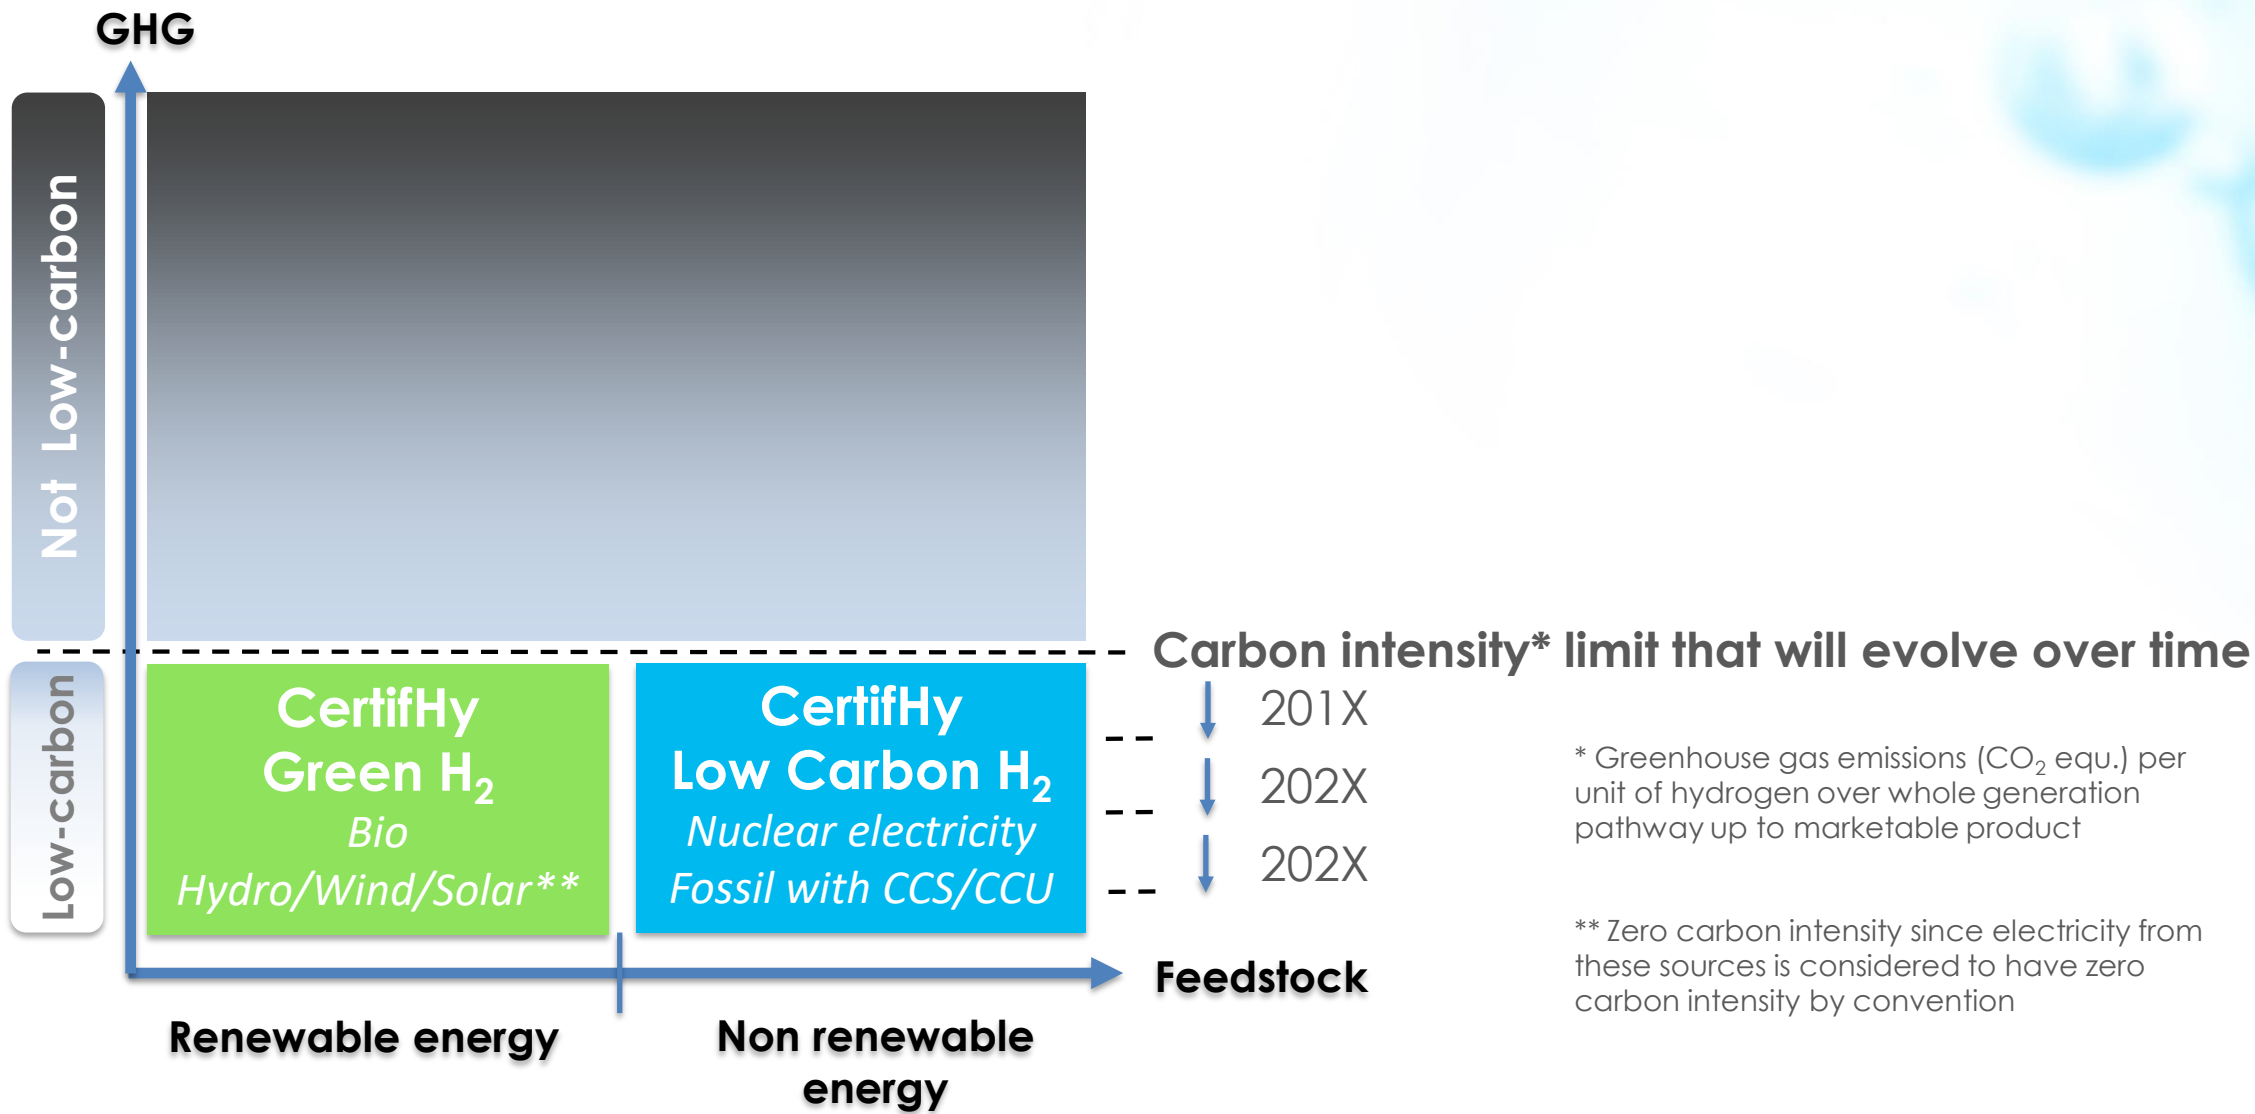 GHG
Not Low-carbon
Low-carbon
CertifHy
Green H₂
Bio
Hydro/Wind/Solar**
CertifHy
Low Carbon H₂
Nuclear electricity
Fossil with CCS/CCU
Carbon intensity* limit that will evolve over time
201X
202X
202X
* Greenhouse gas emissions (CO₂ equ.) per
unit of hydrogen over whole generation
pathway up to marketable product
** Zero carbon intensity since electricity from
these sources is considered to have zero
carbon intensity by convention
Feedstock
Renewable energy
Non renewable
energy